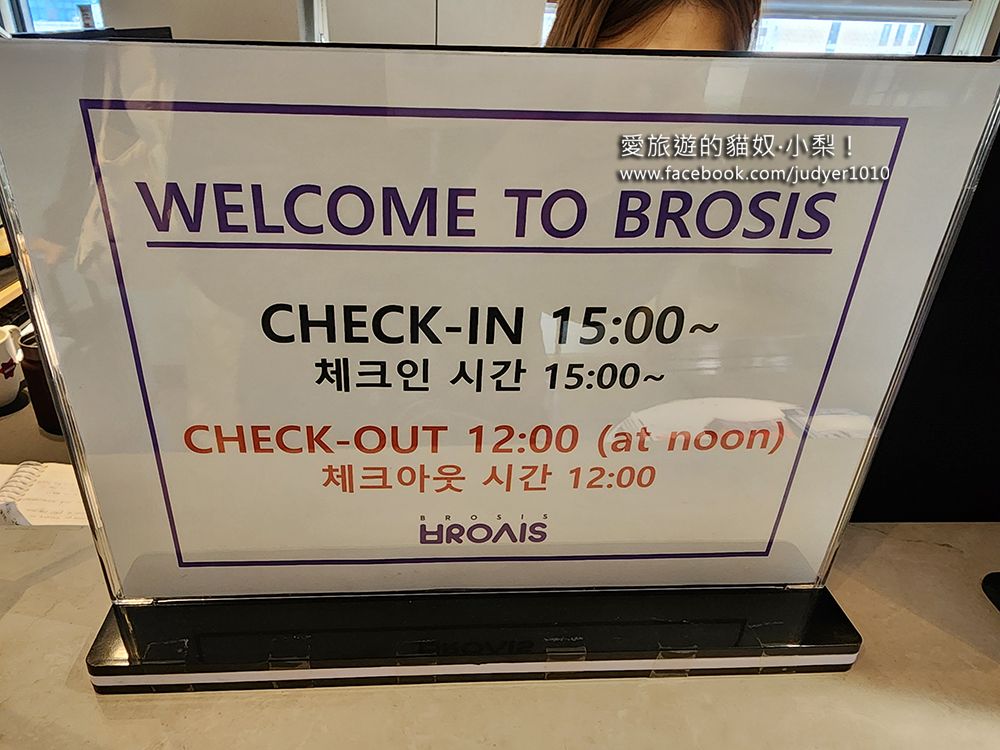 愛旅遊的貓奴·小梨！
www.facebook.com/judyer1010
WELCOME TO BROSIS
CHECK-IN 15:00~
체크인 시간 15:00~
CHECK-OUT 12:00 (at noon)
체크아웃 시간 12:00
BROSIS